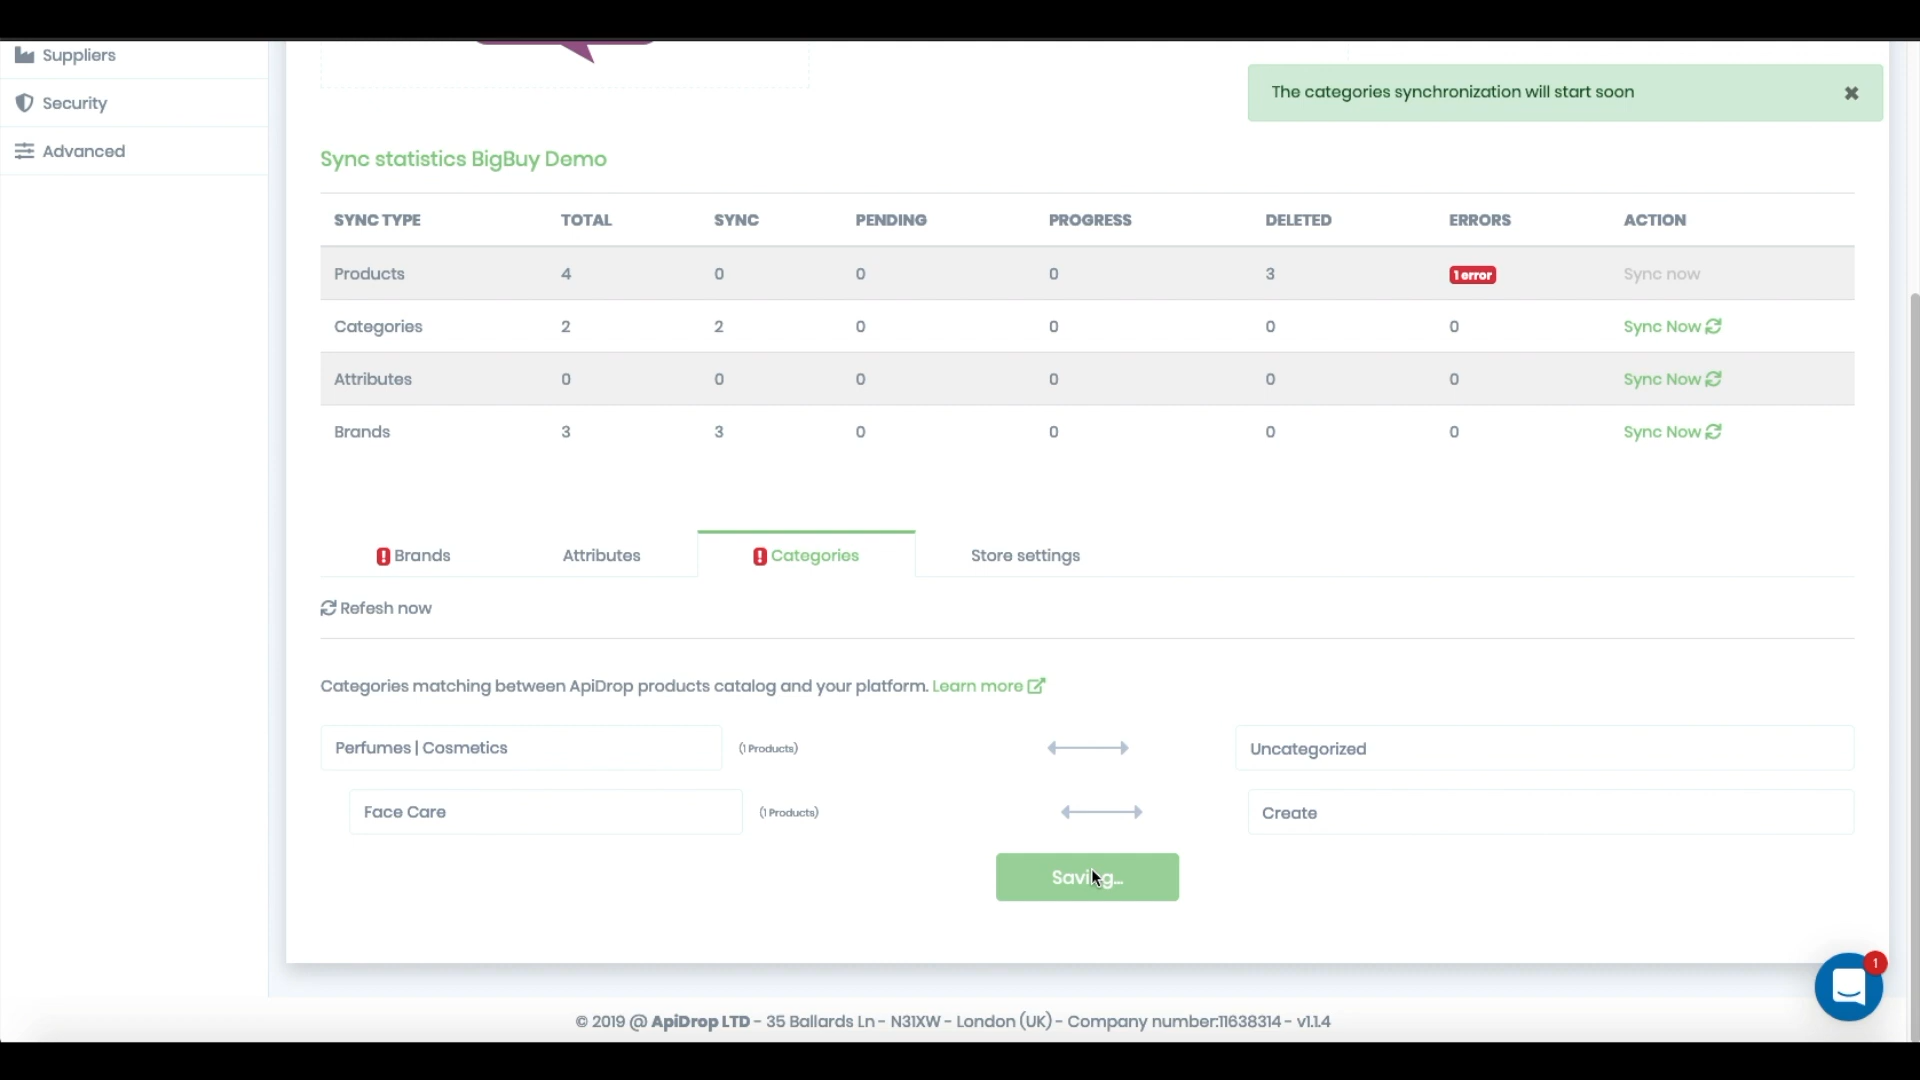 Suppliers
Security
Advanced
The categories synchronization will start soon
Sync statistics BigBuy Demo
SYNC TYPE TOTAL SYNC PENDING PROGRESS DELETED ERRORS ACTION
Products 4 0 0 0 3 1 error Sync now
Categories 2 2 0 0 0 0 Sync Now
Attributes 0 0 0 0 0 0 Sync Now
Brands 3 3 0 0 0 0 Sync Now
Brands Attributes Categories Store settings
Refesh now
Categories matching between ApiDrop products catalog and your platform. Learn more
Perfumes | Cosmetics (1 Products) Uncategorized
Face Care (1 Products) Create
Saving...
1
© 2019 @ ApiDrop LTD - 35 Ballards Ln - N31XW - London (UK) - Company number:11638314 - v1.1.4